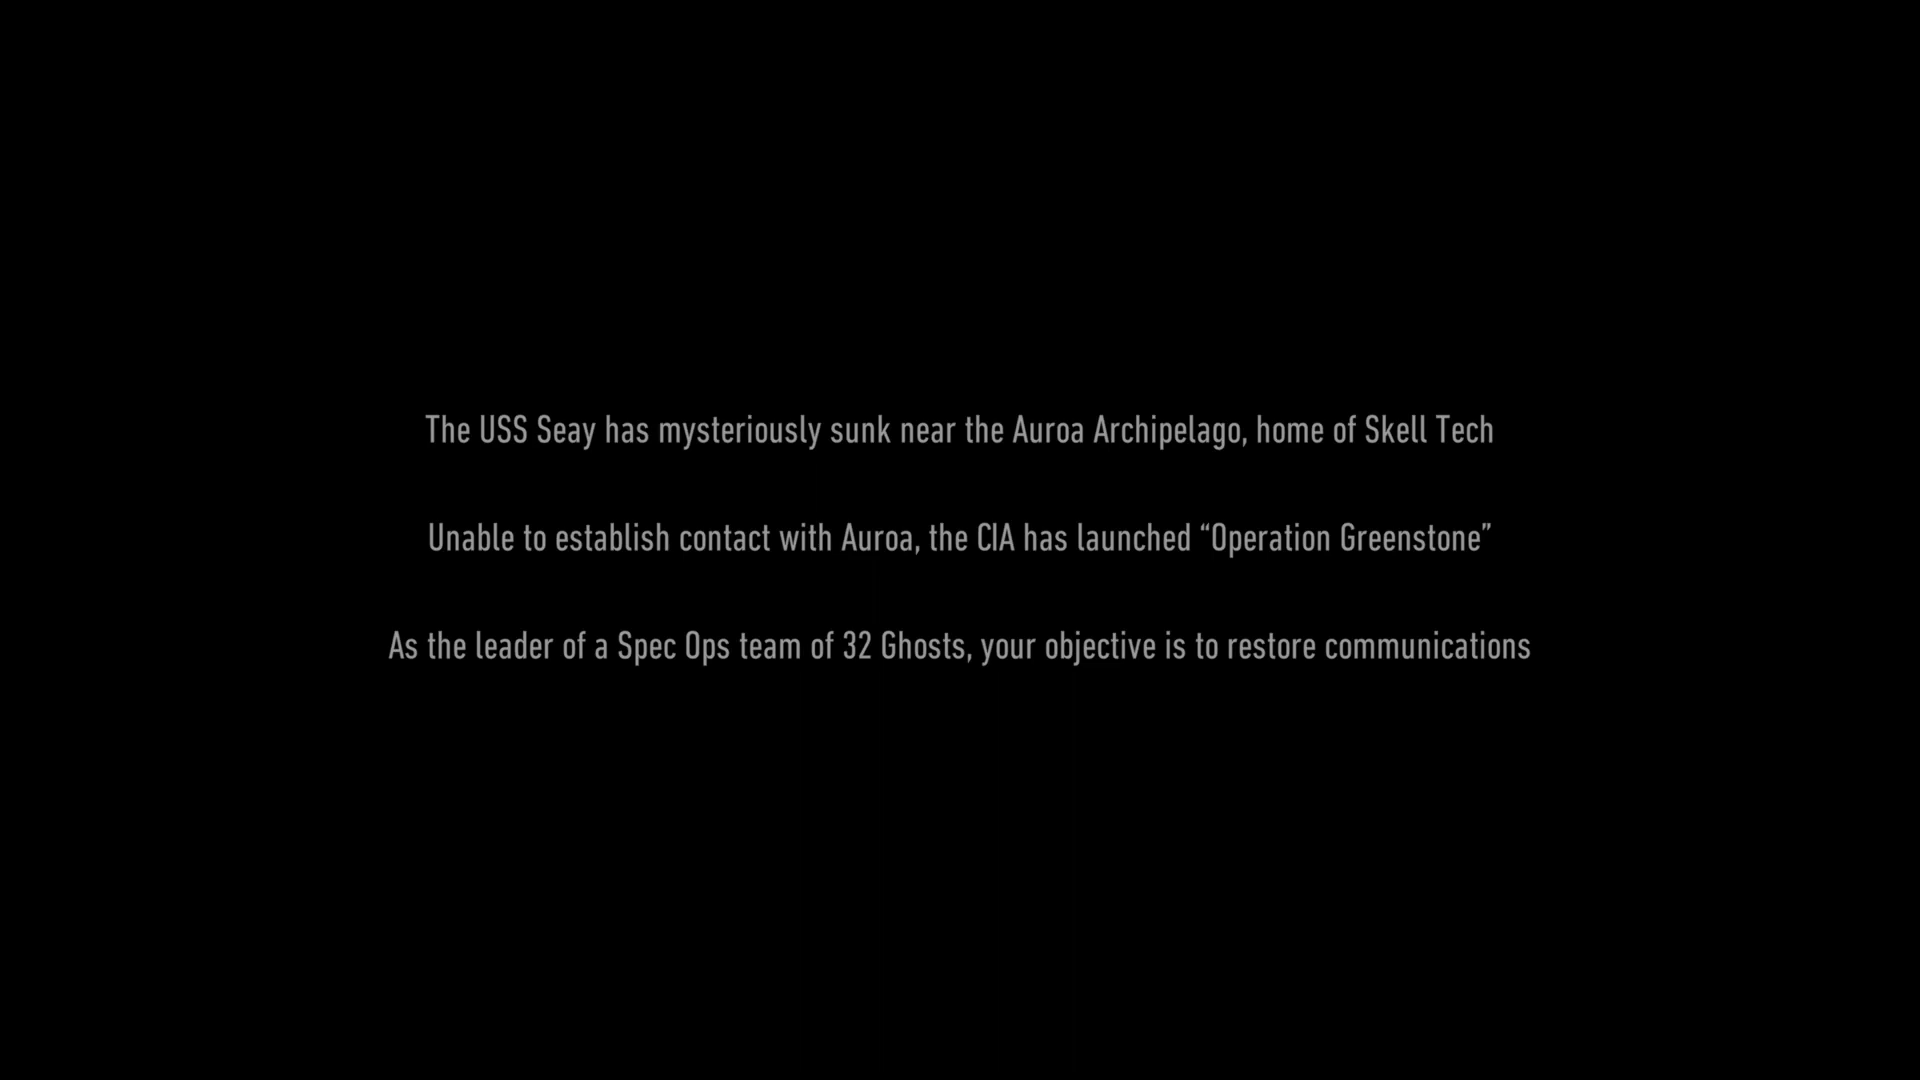 The USS Seay has mysteriously sunk near the Auroa Archipelago, home of Skell Tech
Unable to establish contact with Auroa, the CIA has launched “Operation Greenstone”
As the leader of a Spec Ops team of 32 Ghosts, your objective is to restore communications